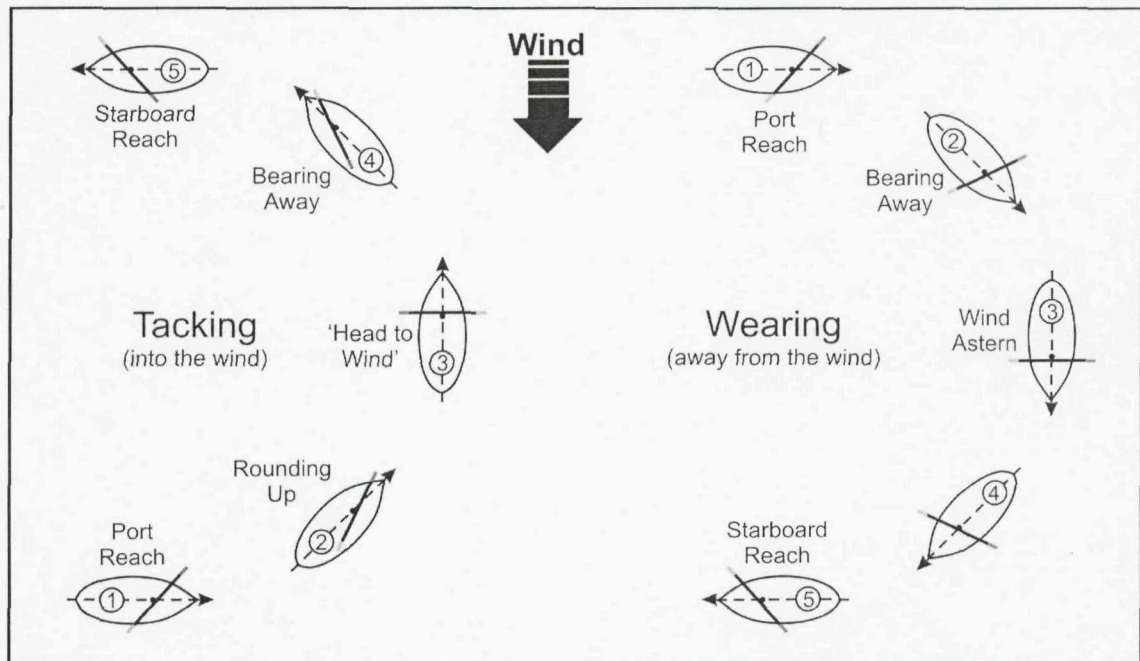 Wind
5
Starboard
Reach
4
Bearing
Away
Tacking
(into the wind)
'Head to
Wind'
3
Rounding
Up
2
Port
Reach
1
1
Port
Reach
2
Bearing
Away
Wearing
(away from the wind)
Wind
Astern
3
4
Starboard
Reach
5